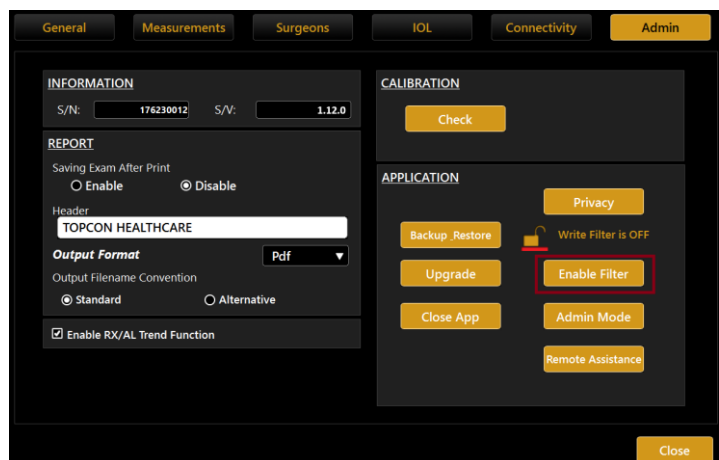 General Measurements Surgeons IOL Connectivity Admin
INFORMATION
S/N: 176230012 S/V: 1.12.0
REPORT
Saving Exam After Print
Enable Disable
Header
TOPCON HEALTHCARE
Output Format Pdf
Output Filename Convention
Standard Alternative
Enable RX/AL Trend Function
CALIBRATION
Check
APPLICATION
Privacy
Backup_Restore Write Filter is OFF
Upgrade Enable Filter
Close App Admin Mode
Remote Assistance
Close